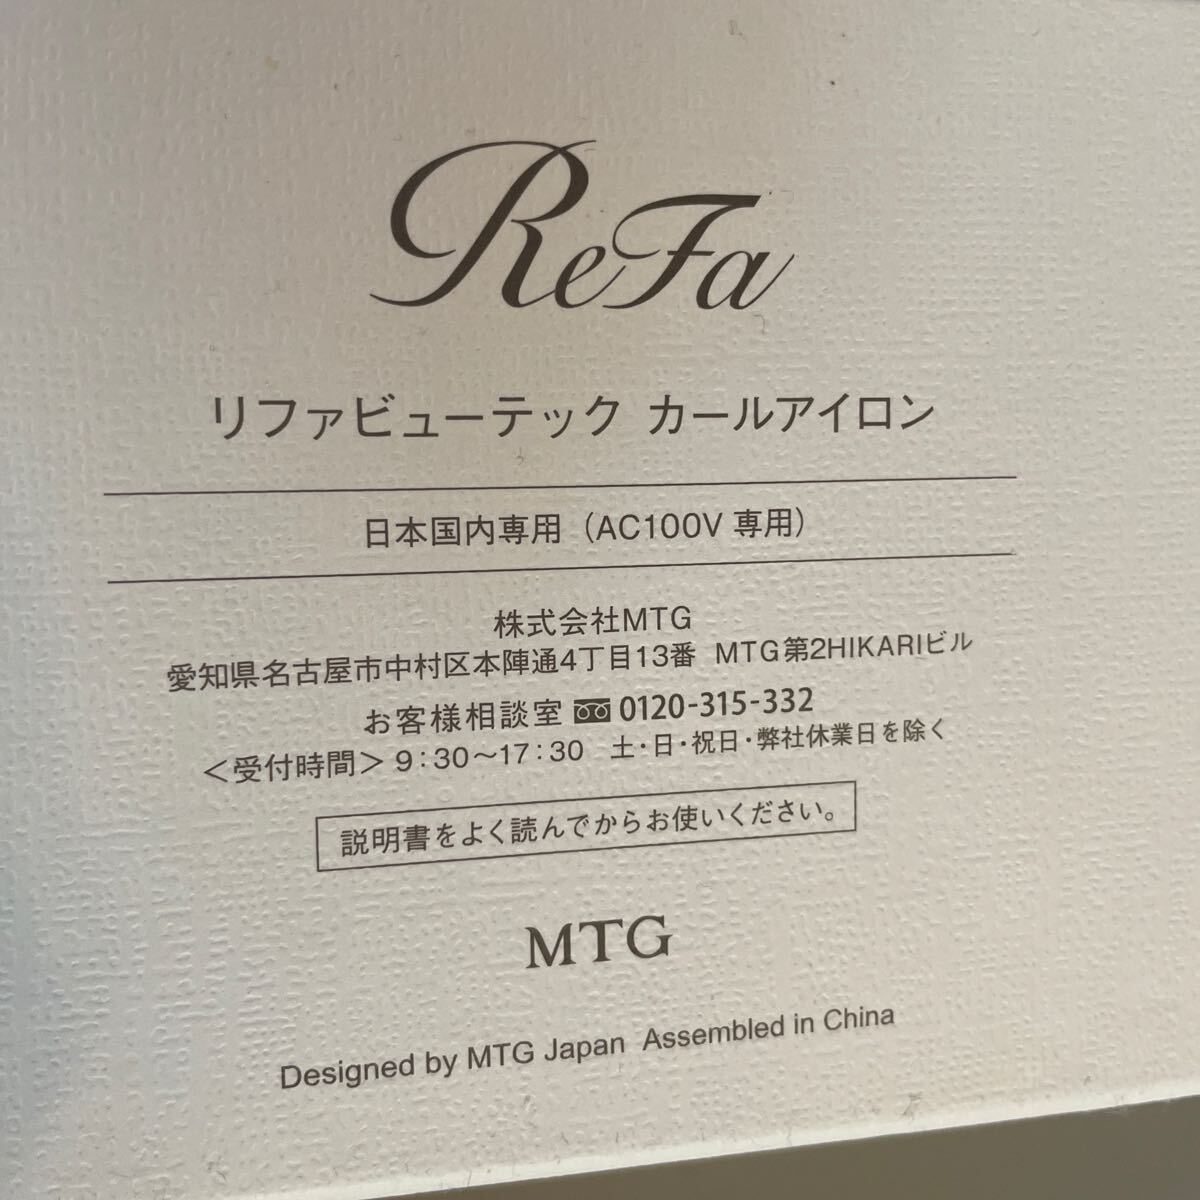 ReFa
リファビューテック カールアイロン
日本国内専用（AC100V 専用）
株式会社MTG
愛知県名古屋市中村区本陣通4丁目13番 MTG第2HIKARIビル
お客様相談室 0120-315-332
＜受付時間＞9：30〜17：30 土・日・祝日・弊社休業日を除く
説明書をよく読んでからお使いください。
MTG
Designed by MTG Japan Assembled in China